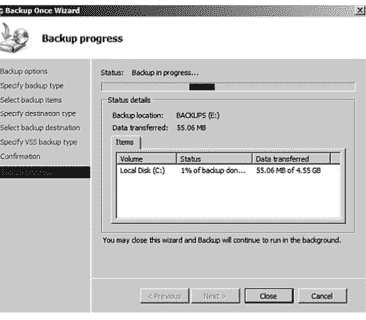 Backup Once Wizard
Backup progress
Backup options
Specify backup type
Select backup items
Specify destination type
Select backup destination
Specify VSS backup type
Confirmation
Status: Backup in progress...
Status details
Backup location: BACKUPS (E:)
Data transferred: 55.06 MB
Items
Volume Status Data transferred
Local Disk (C:) 1% of backup don... 55.06 MB of 4.55 GB
You may close this wizard and Backup will continue to run in the background.
< Previous Next > Close Cancel